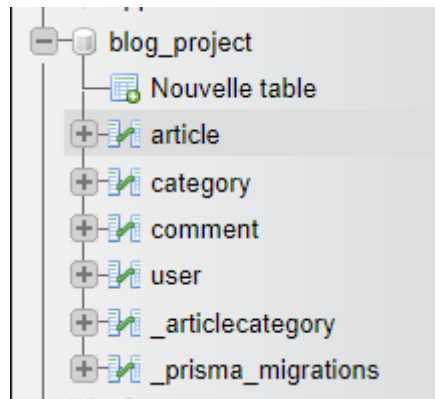 blog_project
Nouvelle table
article
category
comment
user
_articlecategory
_prisma_migrations